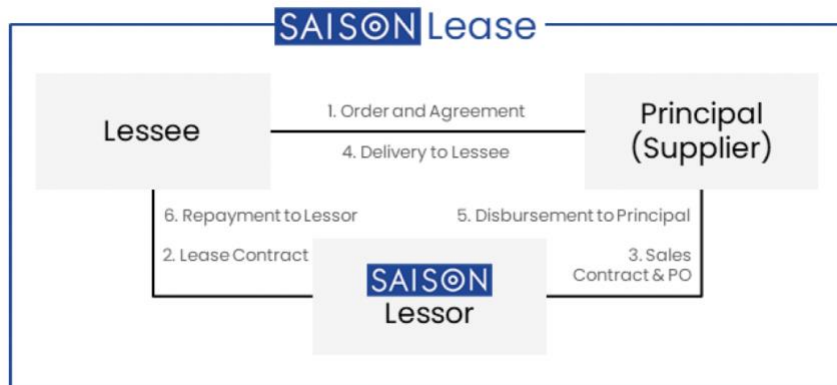 SAISON Lease
Lessee
1. Order and Agreement
4. Delivery to Lessee
Principal
(Supplier)
6. Repayment to Lessor
2. Lease Contract
5. Disbursement to Principal
3. Sales
Contract & PO
SAISON
Lessor